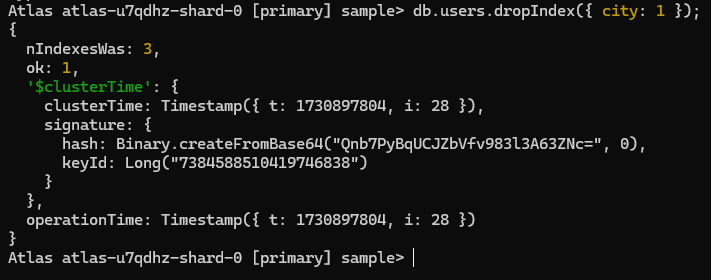 Atlas atlas-u7qdhz-shard-0 [primary] sample> db.users.dropIndex({ city: 1 });
{
  nIndexesWas: 3,
  ok: 1,
  '$clusterTime': {
    clusterTime: Timestamp({ t: 1730897804, i: 28 }),
    signature: {
      hash: Binary.createFromBase64("Qnb7PyBqUCJZbVfv983l3A63ZNc=", 0),
      keyId: Long("7384588510419746838")
    }
  },
  operationTime: Timestamp({ t: 1730897804, i: 28 })
}
Atlas atlas-u7qdhz-shard-0 [primary] sample>